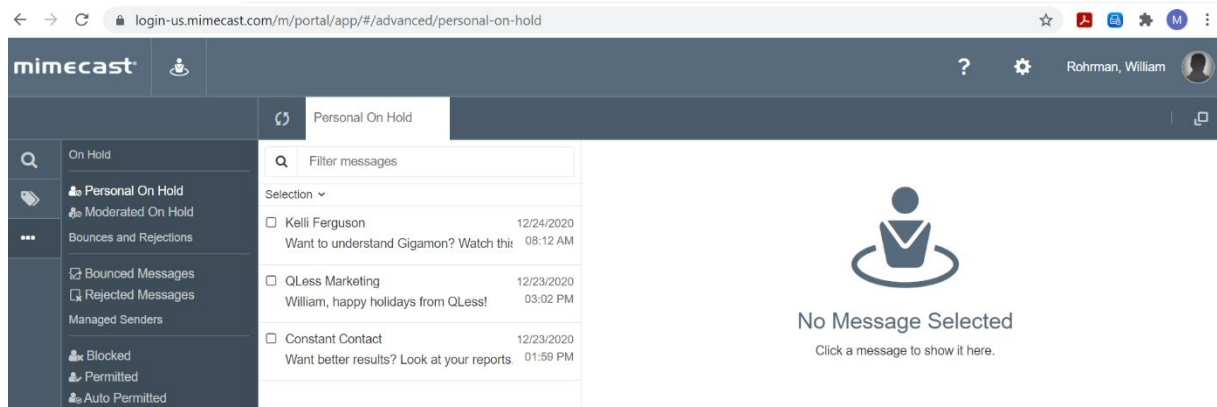 login-us.mimecast.com/m/portal/app/#/advanced/personal-on-hold
M
mimecast
?
Rohrman, William
Personal On Hold
On Hold
Personal On Hold
Moderated On Hold
Bounces and Rejections
Bounced Messages
Rejected Messages
Managed Senders
Blocked
Permitted
Auto Permitted
Filter messages
Selection
Kelli Ferguson 12/24/2020
Want to understand Gigamon? Watch this 08:12 AM
QLess Marketing 12/23/2020
William, happy holidays from QLess! 03:02 PM
Constant Contact 12/23/2020
Want better results? Look at your reports. 01:59 PM
No Message Selected
Click a message to show it here.